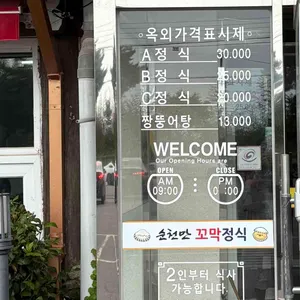 옥외가격표시제
A정식 30.000
B정식 25.000
C정식
짱뚱어탕 13.000
WELCOME
Our Opening Hours are
OPEN
CLOSE
AM
PM
09:00
순천만 꼬막정식
2인부터 식사
가능합니다